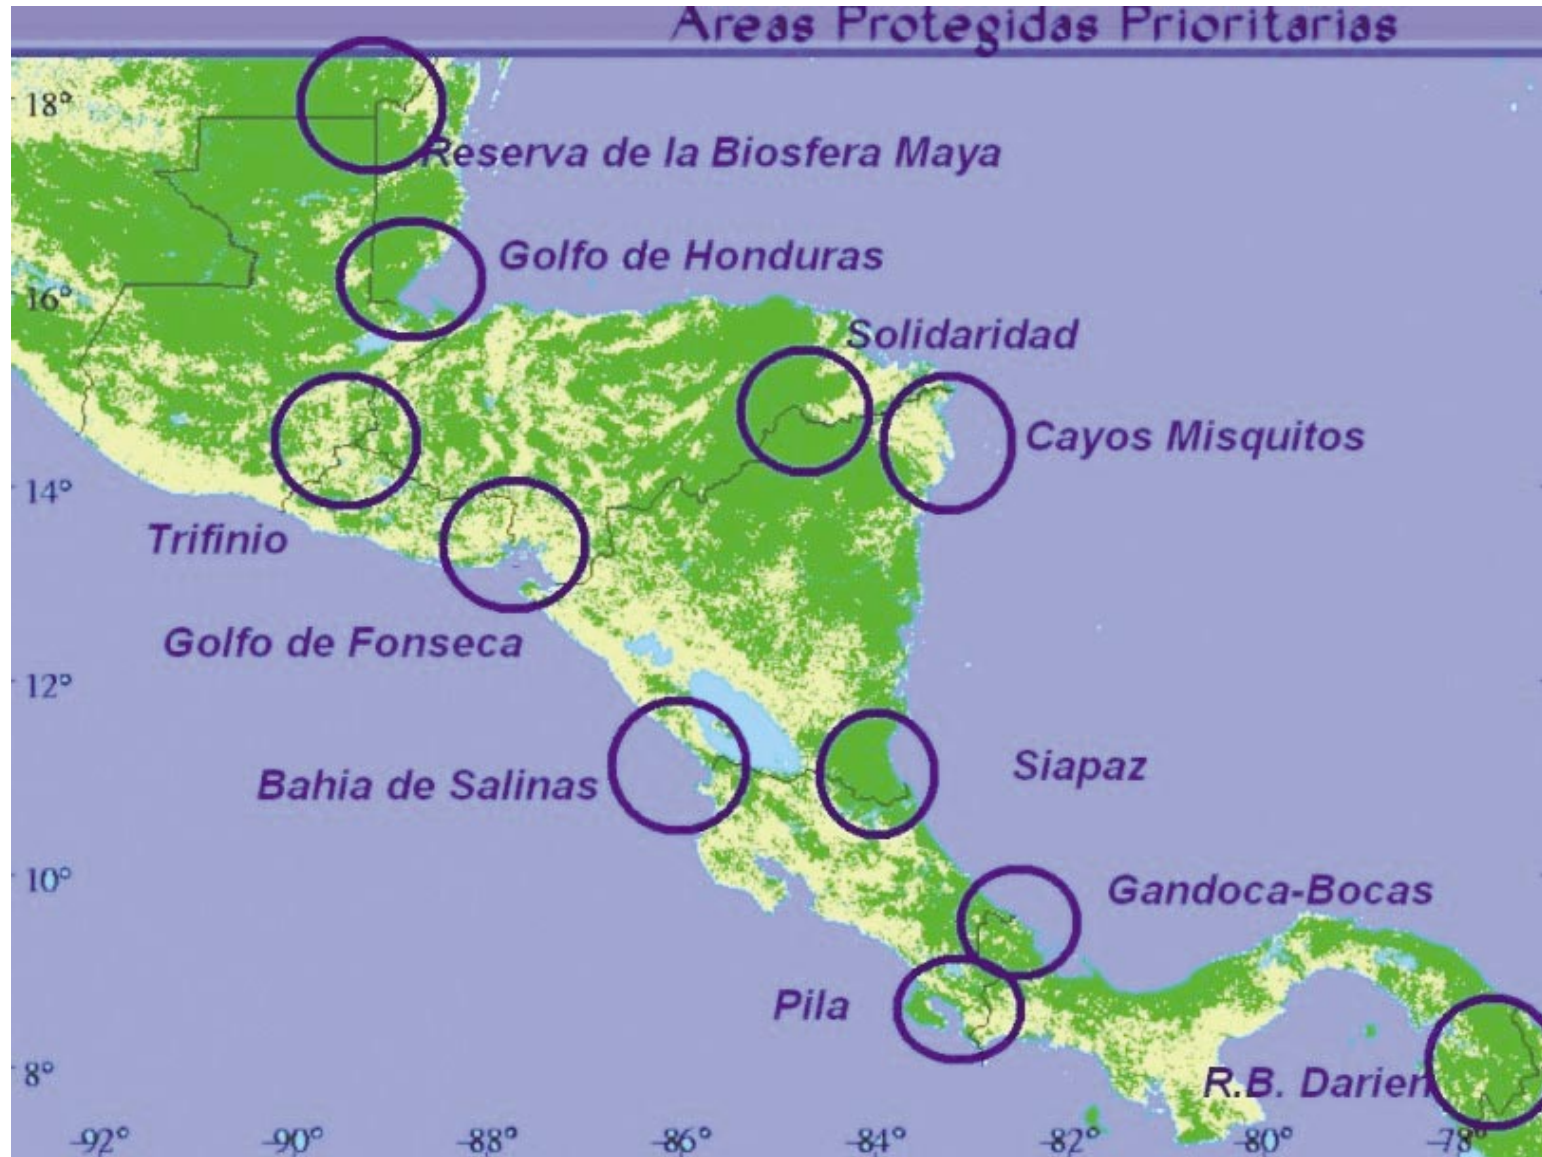 Areas Protegidas Prioritarias
18°
Reserva de la Biosfera Maya
Golfo de Honduras
16°
Solidaridad
Cayos Misquitos
14°
Trifinio
Golfo de Fonseca
12°
Siapaz
Bahia de Salinas
10°
Gandoca-Bocas
Pila
8°
R.B. Darien
-92° -90° -88° -86° -84° -82° -80° -78°